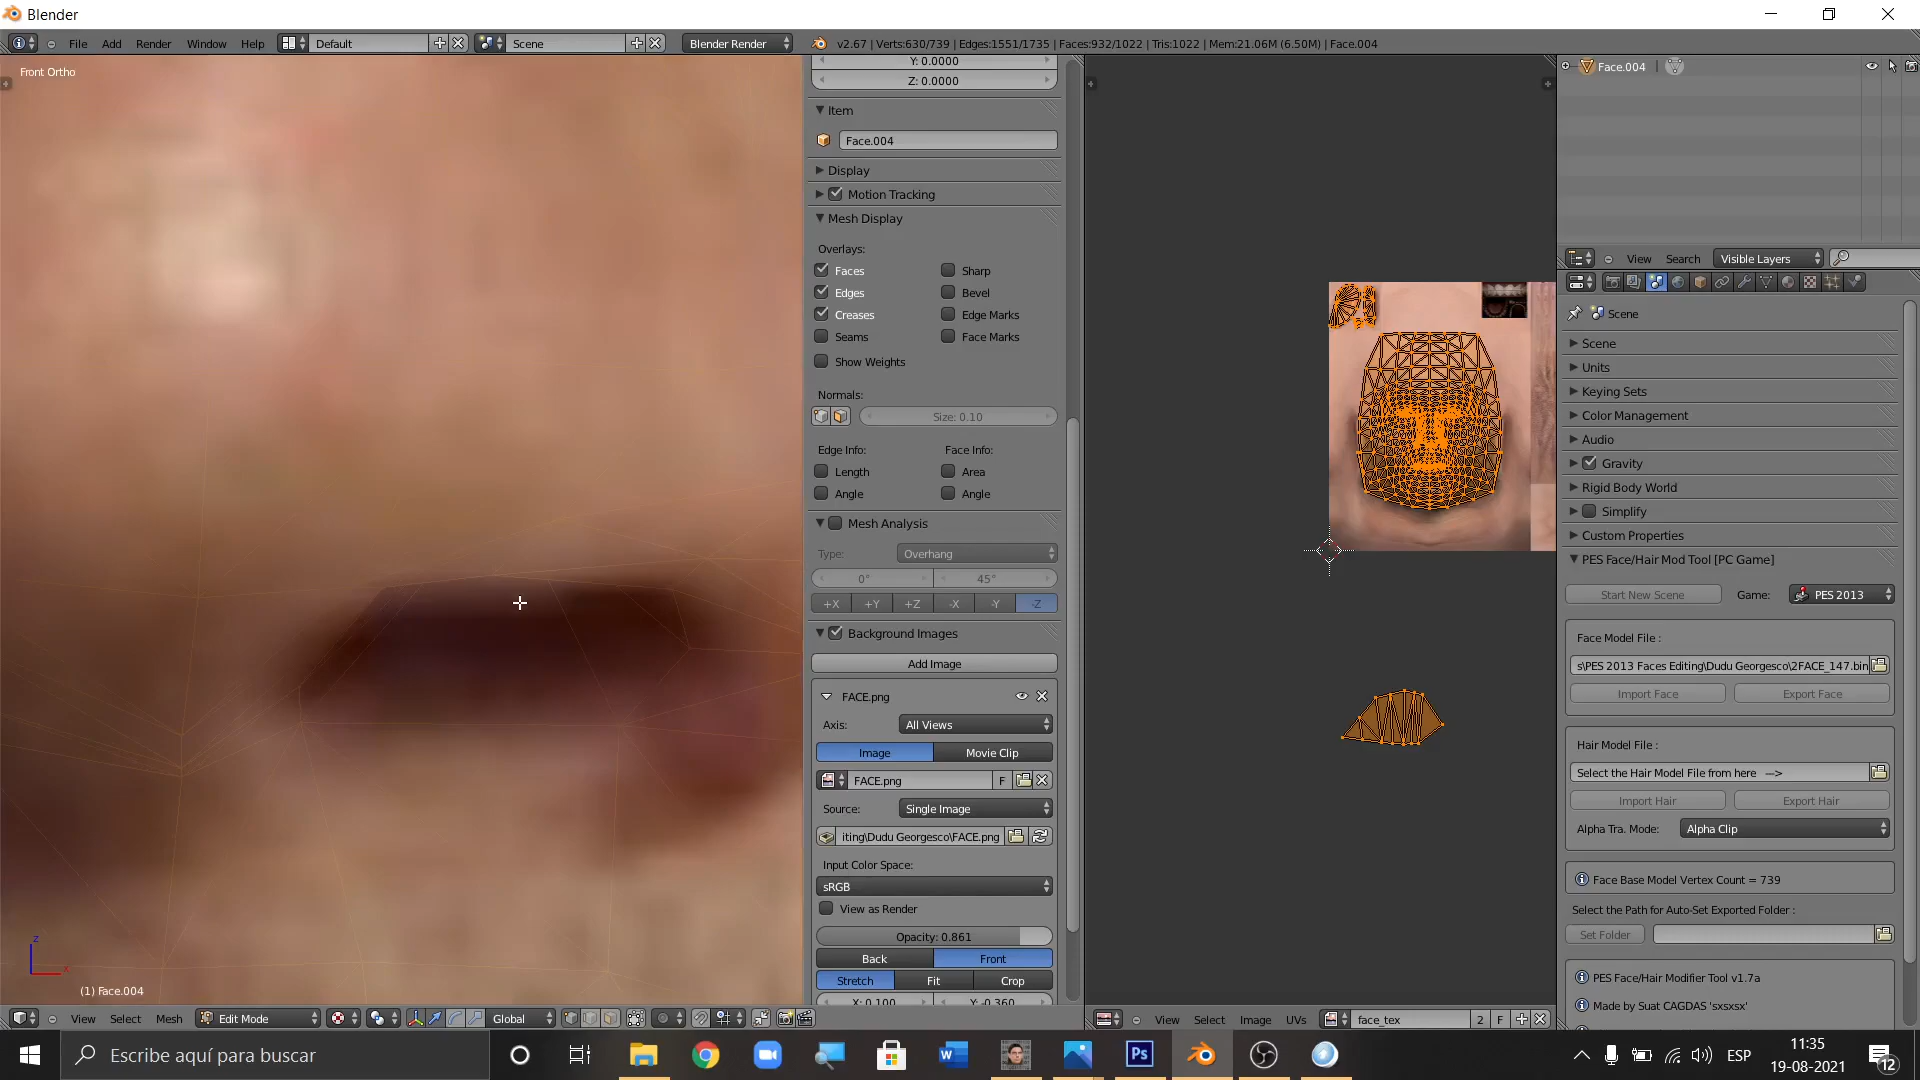 Blender
File Add Render Window Help Default Scene Blender Render v2.67 | Verts:630/739 | Edges:1551/1735 | Faces:932/1022 | Tris:1022 | Mem:21.06M (6.50M) | Face.004
Front Ortho
(1) Face.004
Y: 0.0000
Z: 0.0000
Item
Face.004
Display
Motion Tracking
Mesh Display
Overlays:
Faces Sharp
Edges Bevel
Creases Edge Marks
Seams Face Marks
Show Weights
Normals:
Size: 0.10
Edge Info: Face Info:
Length Area
Angle Angle
Mesh Analysis
Type: Overhang
0° 45°
+X +Y +Z -X -Y -Z
Background Images
Add Image
FACE.png
Axis: All Views
Image Movie Clip
FACE.png F
Source: Single Image
iting\Dudu Georgesco\FACE.png
Input Color Space:
sRGB
View as Render
Opacity: 0.861
Back Front
Stretch Fit Crop
X: 0.100 Y: -0.360
Face.004
View Search Visible Layers
Scene
Scene
Units
Keying Sets
Color Management
Audio
Gravity
Rigid Body World
Simplify
Custom Properties
PES Face/Hair Mod Tool [PC Game]
Start New Scene Game: PES 2013
Face Model File :
s\PES 2013 Faces Editing\Dudu Georgesco\2FACE_147.bin
Import Face Export Face
Hair Model File :
Select the Hair Model File from here --->
Import Hair Export Hair
Alpha Tra. Mode: Alpha Clip
Face Base Model Vertex Count = 739
Select the Path for Auto-Set Exported Folder :
Set Folder
PES Face/Hair Modifier Tool v1.7a
Made by Suat CAGDAS 'sxsxsx'
View Select Mesh Edit Mode Global
View Select Image UVs face_tex 2 F
z
x
Escribe aquí para buscar
W
Ps
ESP
11:35
19-08-2021
12